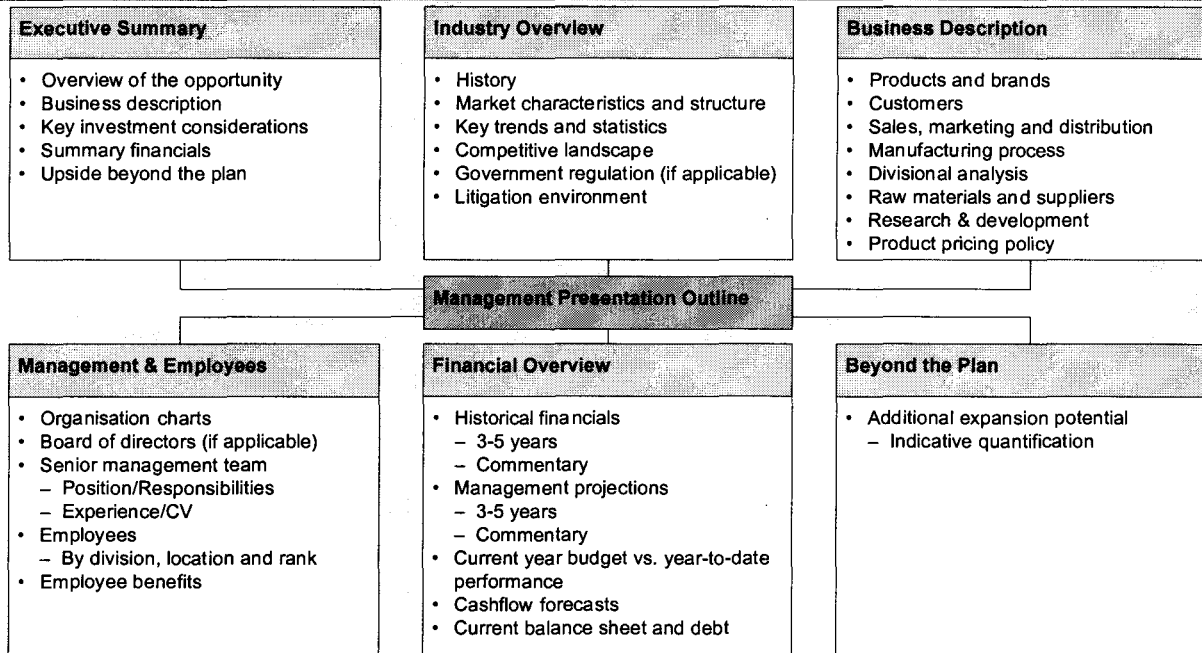 Executive Summary
• Overview of the opportunity
• Business description
• Key investment considerations
• Summary financials
• Upside beyond the plan
Industry Overview
• History
• Market characteristics and structure
• Key trends and statistics
• Competitive landscape
• Government regulation (if applicable)
• Litigation environment
Business Description
• Products and brands
• Customers
• Sales, marketing and distribution
• Manufacturing process
• Divisional analysis
• Raw materials and suppliers
• Research & development
• Product pricing policy
Management Presentation Outline
Management & Employees
• Organisation charts
• Board of directors (if applicable)
• Senior management team
– Position/Responsibilities
– Experience/CV
• Employees
– By division, location and rank
• Employee benefits
Financial Overview
• Historical financials
– 3-5 years
– Commentary
• Management projections
– 3-5 years
– Commentary
• Current year budget vs. year-to-date
performance
• Cashflow forecasts
• Current balance sheet and debt
Beyond the Plan
• Additional expansion potential
– Indicative quantification